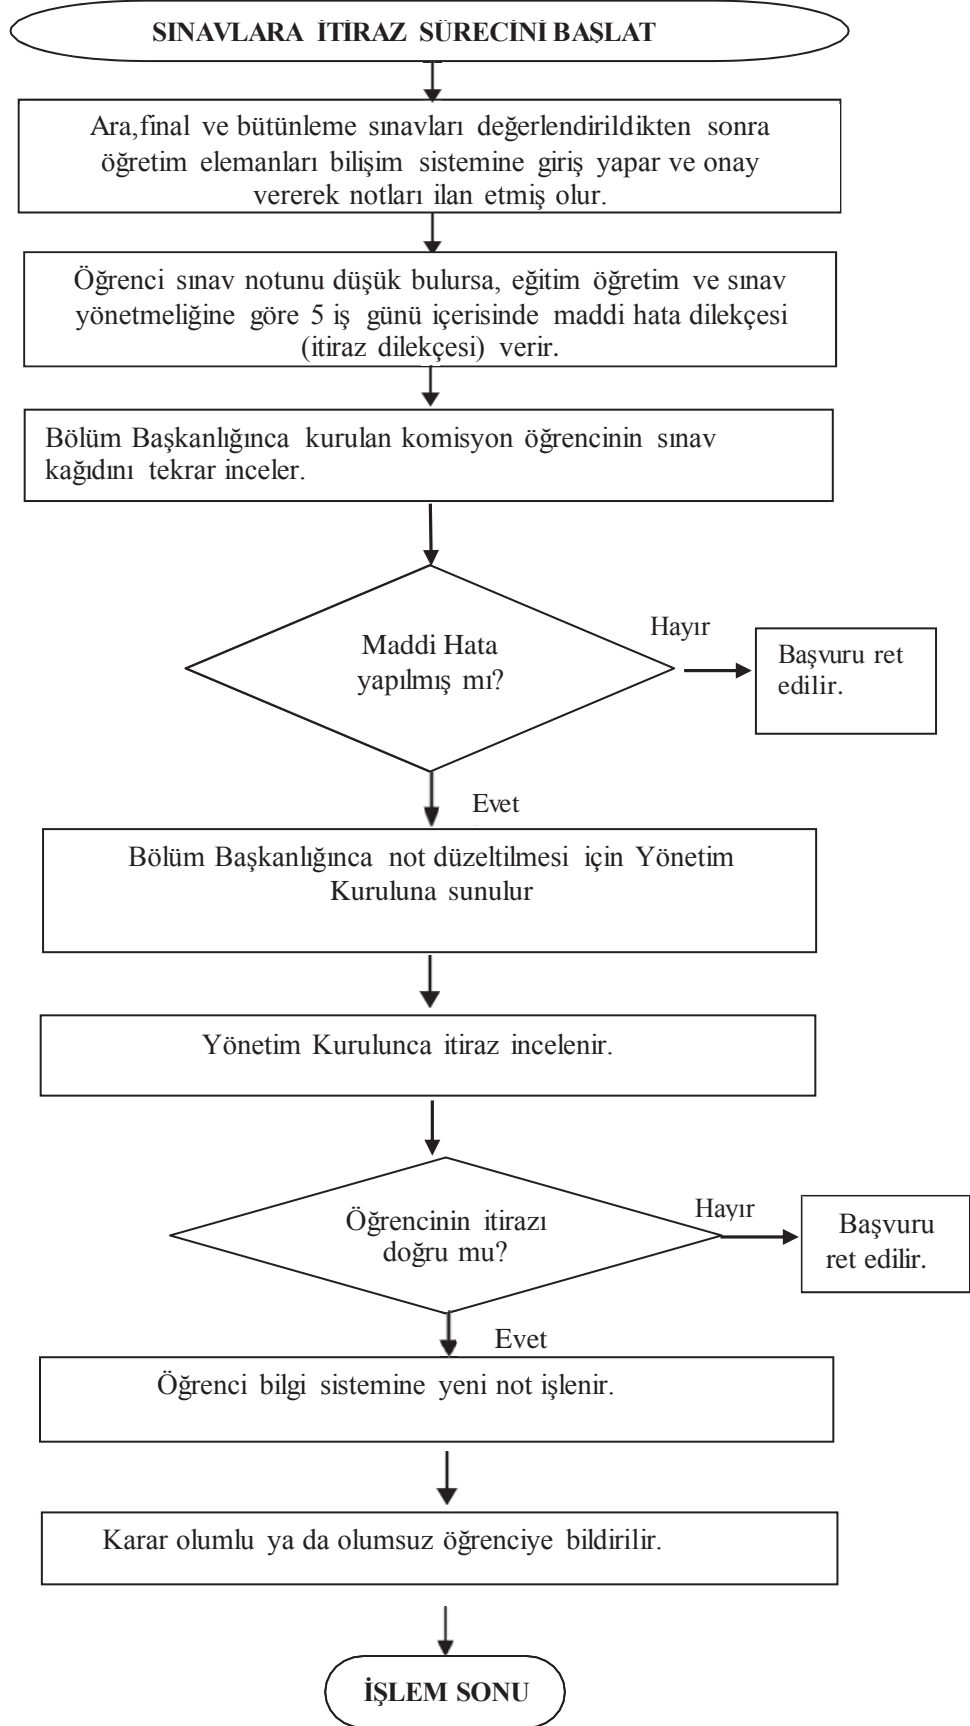 SINAVLARA İTİRAZ SÜRECİNİ BAŞLAT
Ara,final ve bütünleme sınavları değerlendirildikten sonra
öğretim elemanları bilişim sistemine giriş yapar ve onay
vererek notları ilan etmiş olur.
Öğrenci sınav notunu düşük bulursa, eğitim öğretim ve sınav
yönetmeliğine göre 5 iş günü içerisinde maddi hata dilekçesi
(itiraz dilekçesi) verir.
Bölüm Başkanlığınca kurulan komisyon öğrencinin sınav
kağıdını tekrar inceler.
Maddi Hata
yapılmış mı?
Hayır
Başvuru ret
edilir.
Evet
Bölüm Başkanlığınca not düzeltilmesi için Yönetim
Kuruluna sunulur
Yönetim Kurulunca itiraz incelenir.
Öğrencinin itirazı
doğru mu?
Hayır
Başvuru
ret edilir.
Evet
Öğrenci bilgi sistemine yeni not işlenir.
Karar olumlu ya da olumsuz öğrenciye bildirilir.
İŞLEM SONU